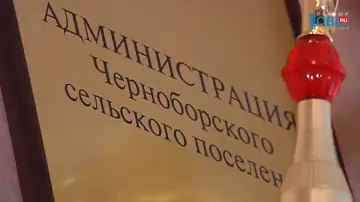 АДМИНИСТРАЦИЯ
Черноборского
сельского поселен